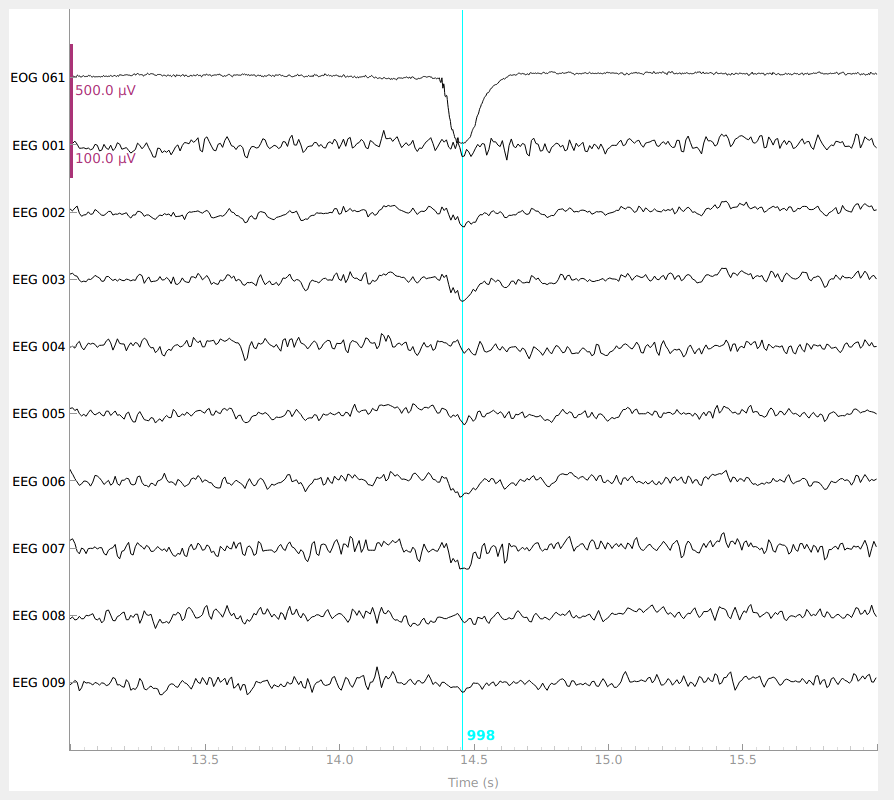 EOG 061
500.0 µV
EEG 001
100.0 µV
EEG 002
EEG 003
EEG 004
EEG 005
EEG 006
EEG 007
EEG 008
EEG 009
998
13.5 14.0 14.5 15.0 15.5
Time (s)